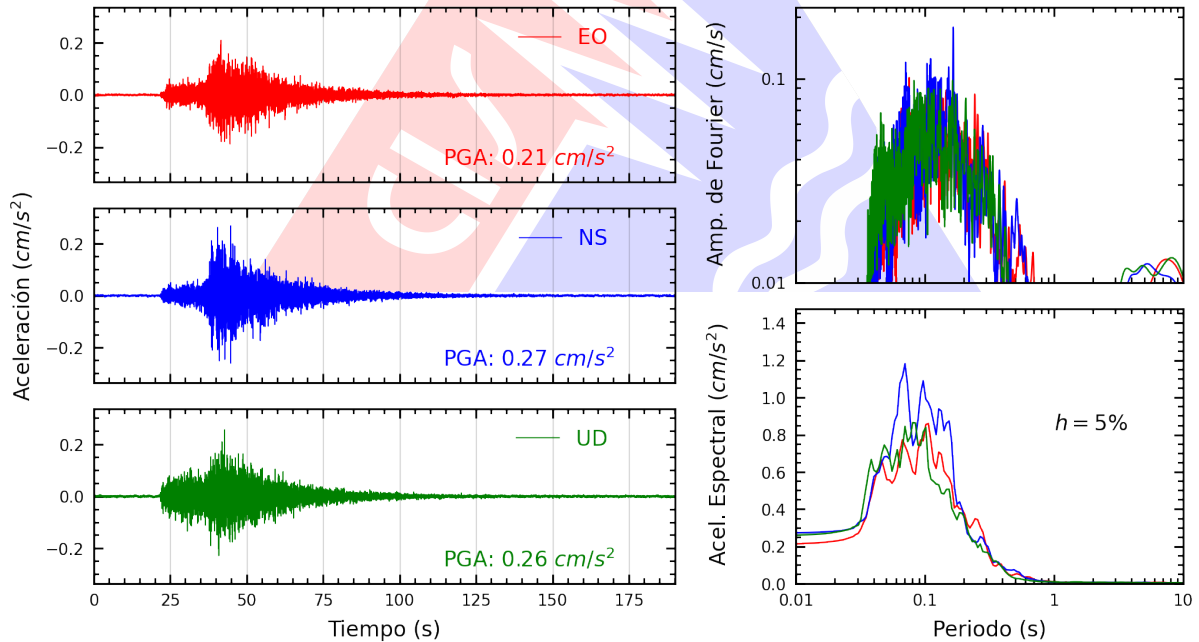 Aceleración (cm/s²)
0.2
0.0
−0.2
EO
PGA: 0.21 cm/s²
0.2
0.0
−0.2
NS
PGA: 0.27 cm/s²
0.2
0.0
−0.2
UD
PGA: 0.26 cm/s²
0 25 50 75 100 125 150 175
Tiempo (s)
Amp. de Fourier (cm/s)
0.1
0.01
0.1 1 10
Acel. Espectral (cm/s²)
1.4
1.2
1.0
0.8
0.6
0.4
0.2
0.0
h = 5%
0.01 0.1 1 10
Periodo (s)